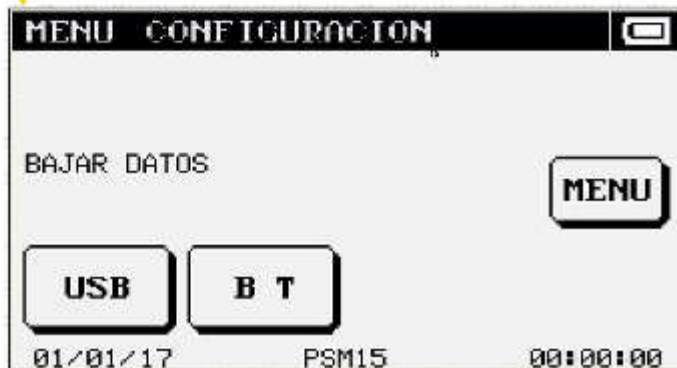 MENU CONFIGURACION
BAJAR DATOS
MENU
USB
B T
01/01/17 PSM15 00:00:00